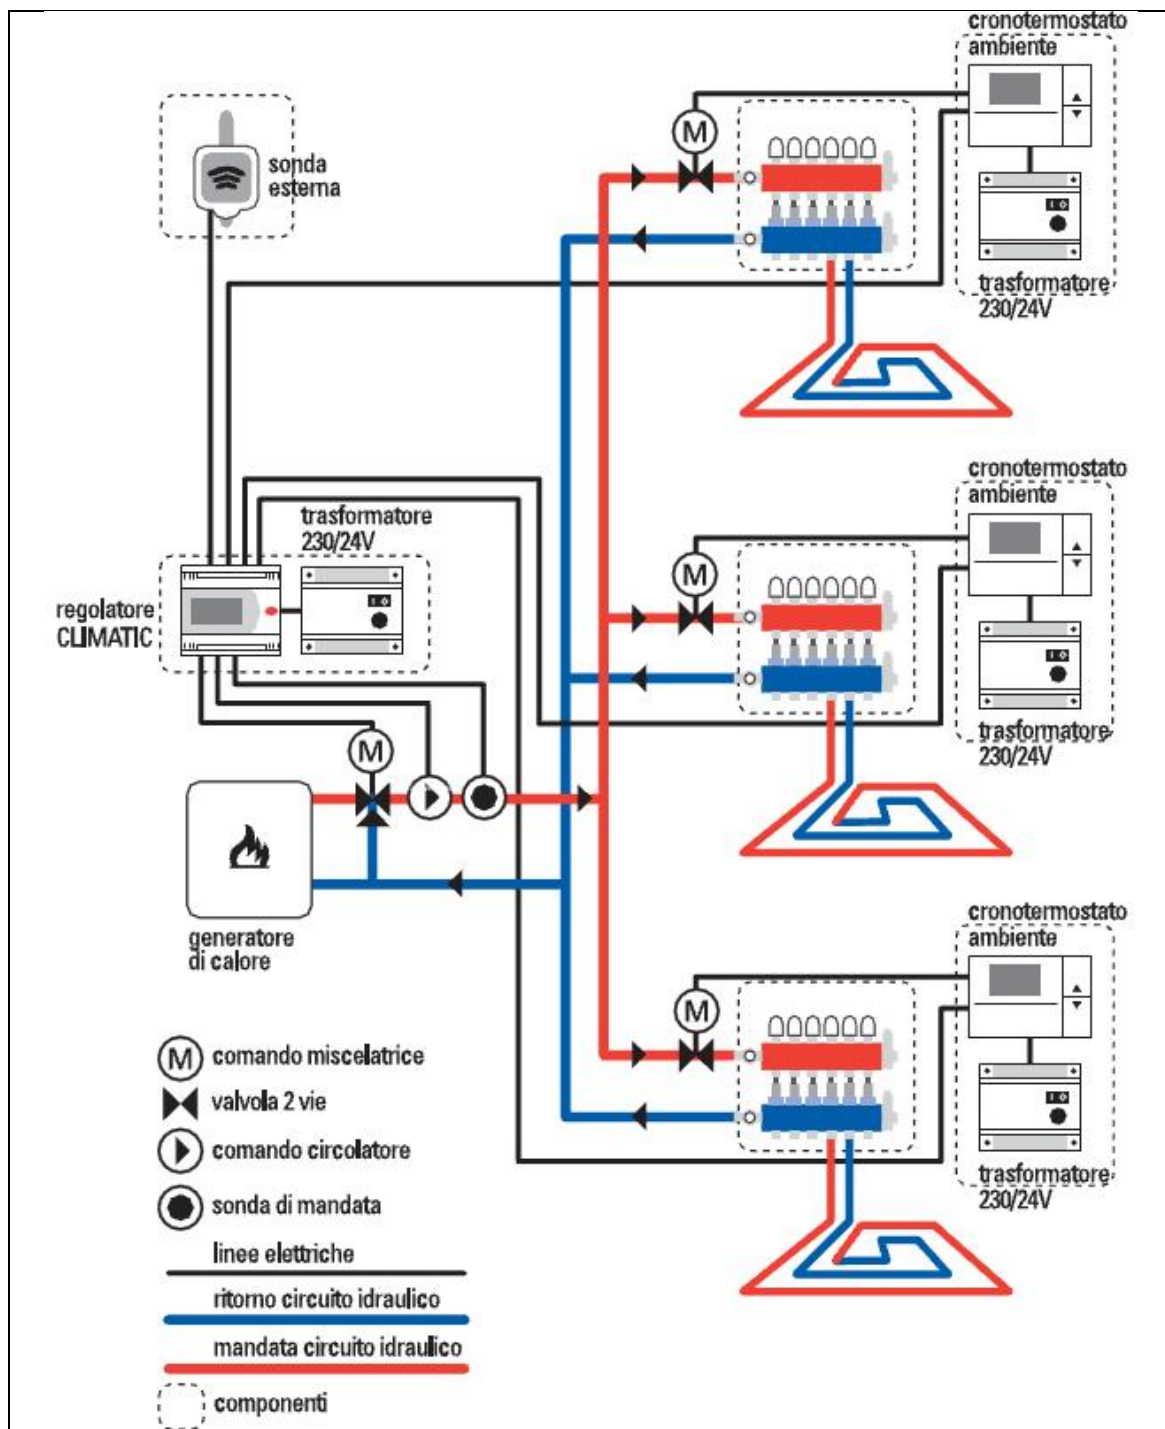 cronotermostato
ambiente
sonda
esterna
M
trasformatore
230/24V
cronotermostato
ambiente
trasformatore
230/24V
M
regolatore
CLIMATIC
trasformatore
230/24V
M
generatore
di calore
cronotermostato
ambiente
M
trasformatore
230/24V
M comando miscelatrice
valvola 2 vie
comando circolatore
sonda di mandata
linee elettriche
ritorno circuito idraulico
mandata circuito idraulico
componenti